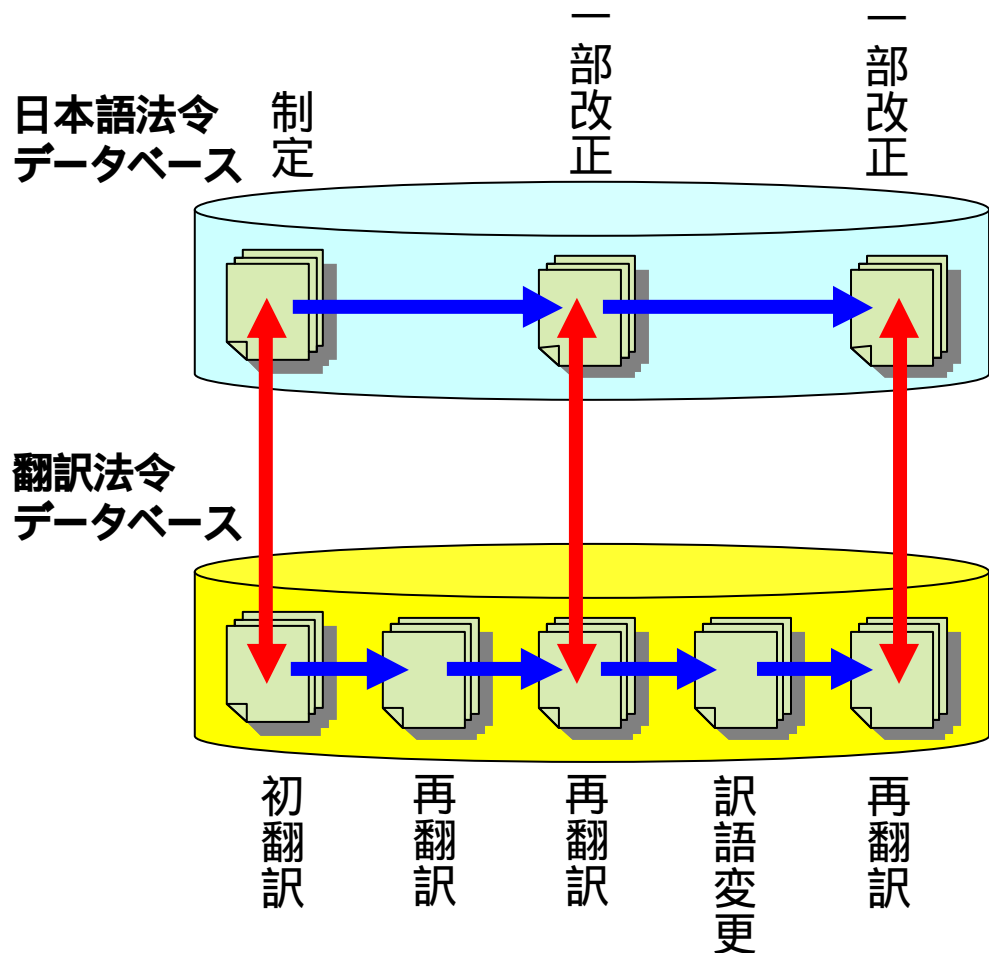 日本語法令
データベース
制定
一部改正
一部改正
翻訳法令
データベース
初翻訳
再翻訳
再翻訳
訳語変更
再翻訳